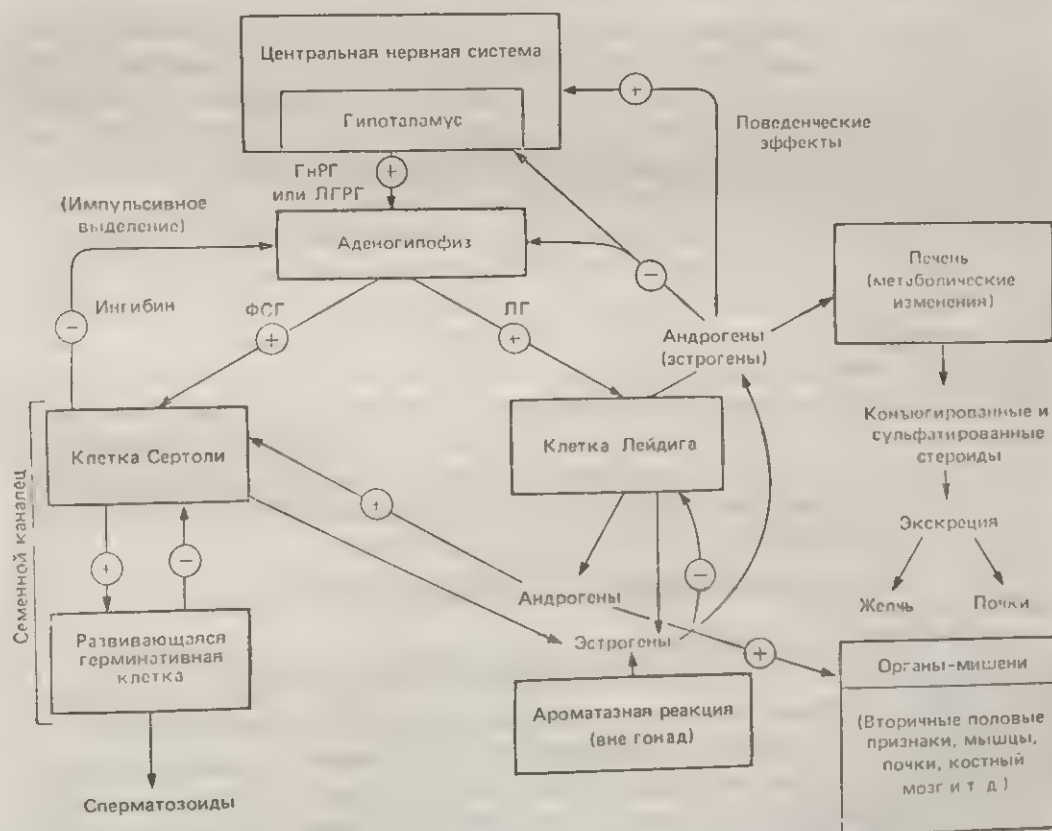 Центральная нервная система
Гипоталамус
+
Поведенческие
эффекты
ГнРГ
или ЛГРГ
+
(Импульсивное
выделение)
Аденогипофиз
Печень
(метаболические
изменения)
Ингибин
−
ФСГ
+
ЛГ
+
−
Андрогены
(эстрогены)
Семенной каналец
Клетка Сертоли
Клетка Лейдига
Конъюгированные и
сульфатированные
стероиды
+
Экскреция
+
−
−
Андрогены
Желчь
Почки
Развивающаяся
герминативная
клетка
Эстрогены
+
Органы-мишени
Ароматазная реакция
(вне гонад)
(Вторичные половые
признаки, мышцы,
почки, костный
мозг и т д )
Сперматозоиды